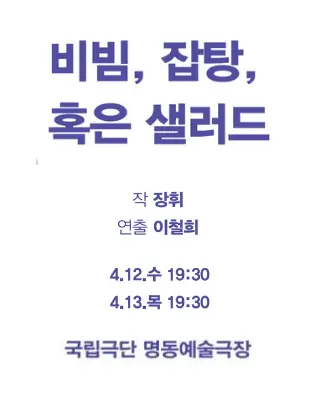 비빔, 잡탕,
혹은 샐러드
작 장휘
연출 이철희
4.12.수 19:30
4.13.목 19:30
국립극단 명동예술극장